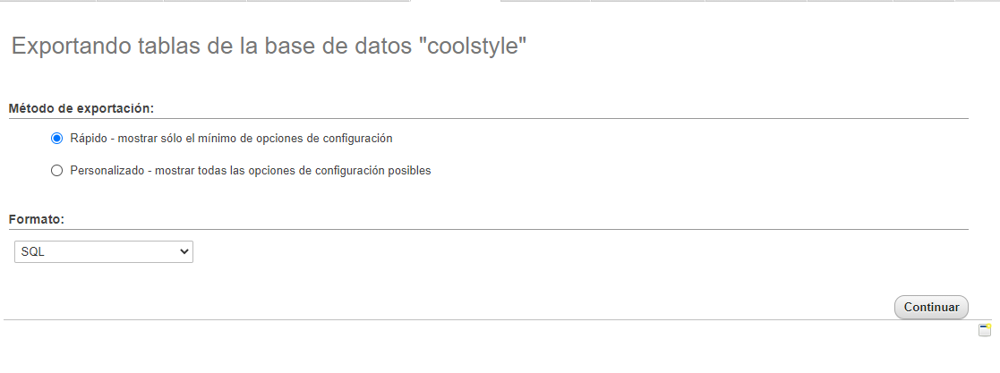 Exportando tablas de la base de datos "coolstyle"
Método de exportación:
Rápido - mostrar sólo el mínimo de opciones de configuración
Personalizado - mostrar todas las opciones de configuración posibles
Formato:
SQL
Continuar